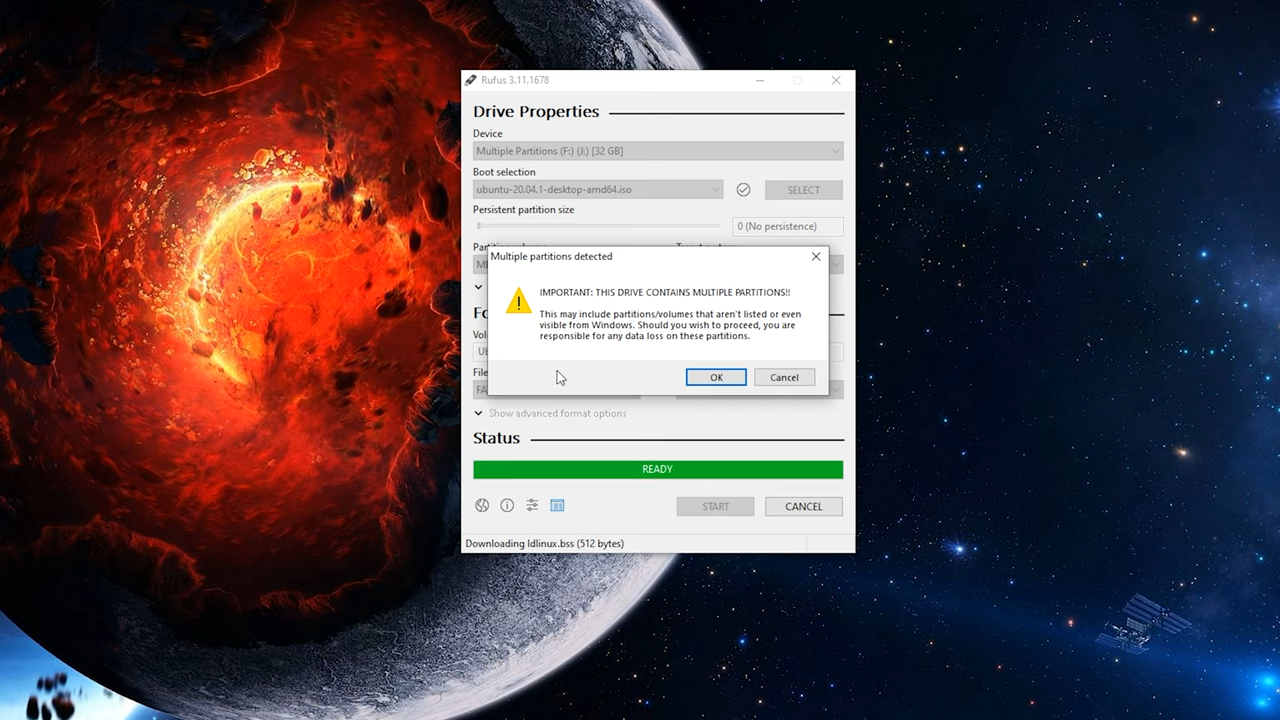 Rufus 3.11.1678
Drive Properties
Device
Multiple Partitions (F:) (J:) [32 GB]
Boot selection
ubuntu-20.04.1-desktop-amd64.iso
SELECT
Persistent partition size
0 (No persistence)
Multiple partitions detected
IMPORTANT: THIS DRIVE CONTAINS MULTIPLE PARTITIONS!!
This may include partitions/volumes that aren't listed or even
visible from Windows. Should you wish to proceed, you are
responsible for any data loss on these partitions.
OK Cancel
Show advanced format options
Status
READY
START CANCEL
Downloading ldlinux.bss (512 bytes)